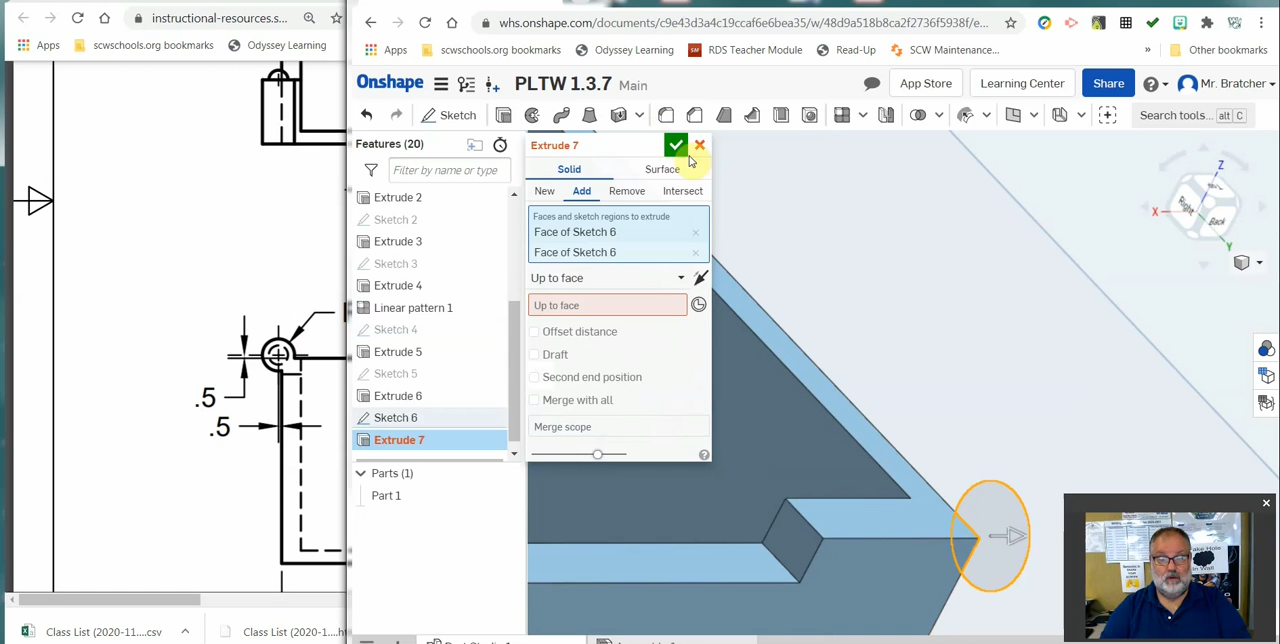 instructional-resources.s...
whs.onshape.com/documents/c9e43d3a4c19ccaf6e6bea35/w/48d9a518b8ca2f2736f5938f/e...
Apps
scwschools.org bookmarks
Odyssey Learning
Apps
scwschools.org bookmarks
Odyssey Learning
RDS Teacher Module
Read-Up
SCW Maintenance...
»
Other bookmarks
Onshape
PLTW 1.3.7 Main
App Store
Learning Center
Share
Mr. Bratcher
Sketch
Search tools... alt C
Features (20)
Filter by name or type
Extrude 2
Sketch 2
Extrude 3
Sketch 3
Extrude 4
Linear pattern 1
Sketch 4
Extrude 5
Sketch 5
Extrude 6
Sketch 6
Extrude 7
Parts (1)
Part 1
Extrude 7
Solid
Surface
New
Add
Remove
Intersect
Faces and sketch regions to extrude
Face of Sketch 6
Face of Sketch 6
Up to face
Up to face
Offset distance
Draft
Second end position
Merge with all
Merge scope
Z
X
Y
Right
Back
.5
.5
Class List (2020-11....csv
Class List (2020-1....ht